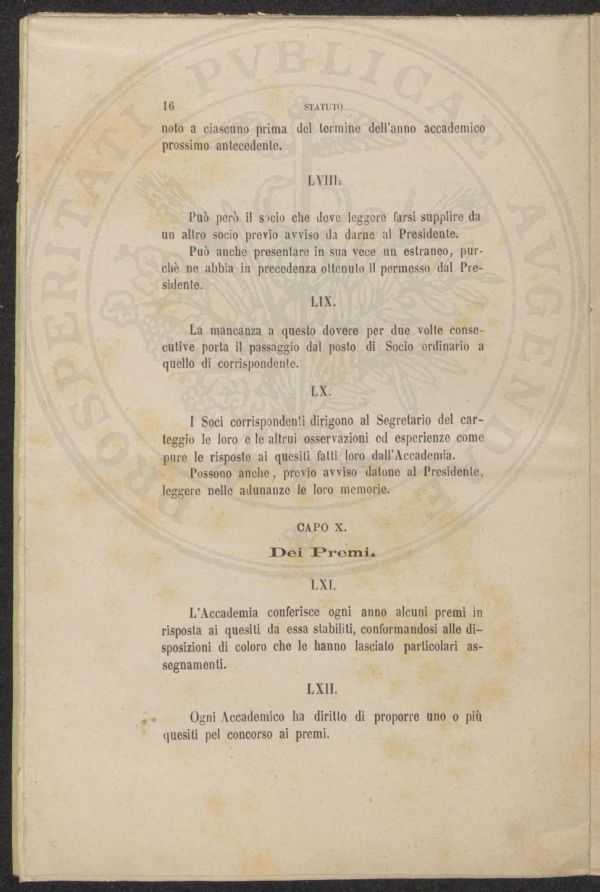 PROSPERITATI PVBLICAE AVGENDAE
16 STATUTO
noto a ciascuno prima del termine dell'anno accademico
prossimo antecedente.
LVIII.
Può però il socio che deve leggere farsi supplire da
un altro socio previo avviso da darne al Presidente.
Può anche presentare in sua vece un estraneo, pur-
chè ne abbia in precedenza ottenuto il permesso dal Pre-
sidente.
LIX.
La mancanza a questo dovere per due volte conse-
cutive porta il passaggio dal posto di Socio ordinario a
quello di corrispondente.
LX.
I Soci corrispondenti dirigono al Segretario del car-
teggio le loro e le altrui osservazioni ed esperienze come
pure le risposte ai quesiti fatti loro dall'Accademia.
Possono anche, previo avviso datone al Presidente,
leggere nelle adunanze le loro memorie.
CAPO X.
Dei Premi.
LXI.
L'Accademia conferisce ogni anno alcuni premi in
risposta ai quesiti da essa stabiliti, conformandosi alle di-
sposizioni di coloro che le hanno lasciato particolari as-
segnamenti.
LXII.
Ogni Accademico ha diritto di proporre uno o più
quesiti pel concorso ai premi.